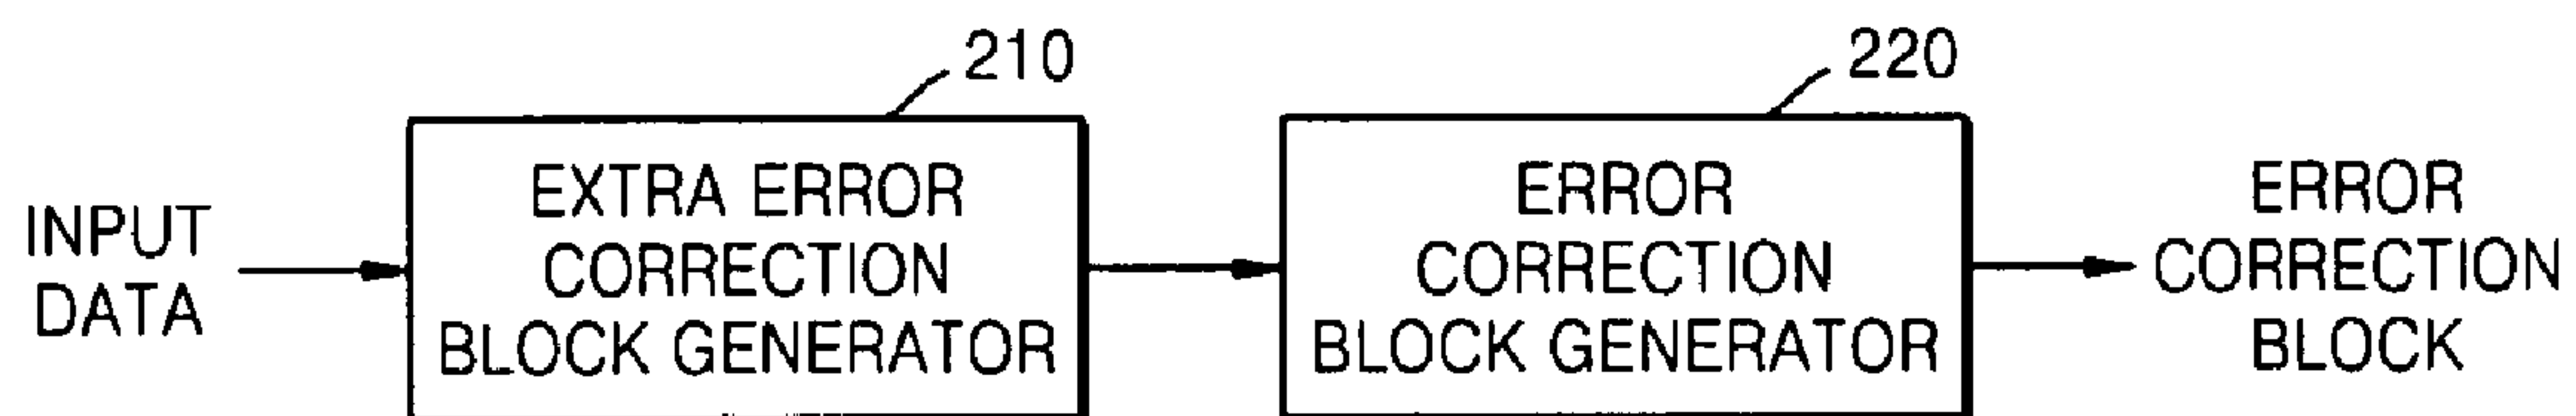 210
220
INPUT
DATA
EXTRA ERROR
CORRECTION
BLOCK GENERATOR
ERROR
CORRECTION
BLOCK GENERATOR
ERROR
CORRECTION
BLOCK